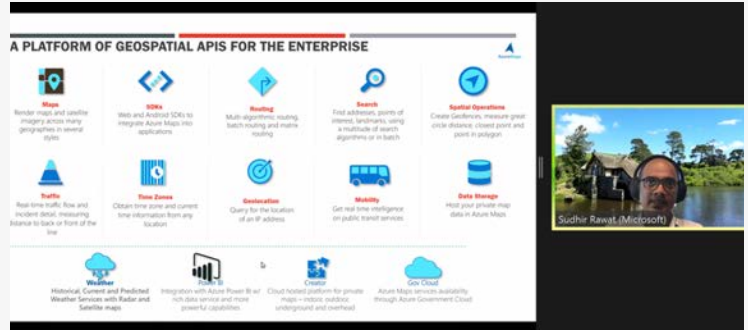 A PLATFORM OF GEOSPATIAL APIS FOR THE ENTERPRISE
AzureMaps
Maps
Render maps and satellite
imagery across many
geographies in several
styles
SDKs
Web and Android SDKs to
integrate Azure Maps into
applications
Routing
Multi-algorithmic routing,
batch routing and matrix
routing
Search
Find addresses, points of
interest, landmarks, using
a multitude of search
algorithms or in batch
Spatial Operations
Create Geofences, measure great
circle distance, closest point and
point in polygon
Traffic
Real-time traffic flow and
incident detail, measuring
distance to back or front of the
line
Time Zones
Obtain time zone and current
time information from any
location
Geolocation
Query for the location
of an IP address
Mobility
Get real time intelligence
on public transit services
Data Storage
Host your private map
data in Azure Maps
Weather
Historical, Current and Predicted
Weather Services with Radar and
Satellite maps
Power BI
Integration with Azure Power BI w/
rich data service and more
powerful capabilities
Creator
Cloud hosted platform for private
maps – indoor, outdoor,
underground and overhead
Gov Cloud
Azure Maps services availability
through Azure Government Cloud
Sudhir Rawat (Microsoft)